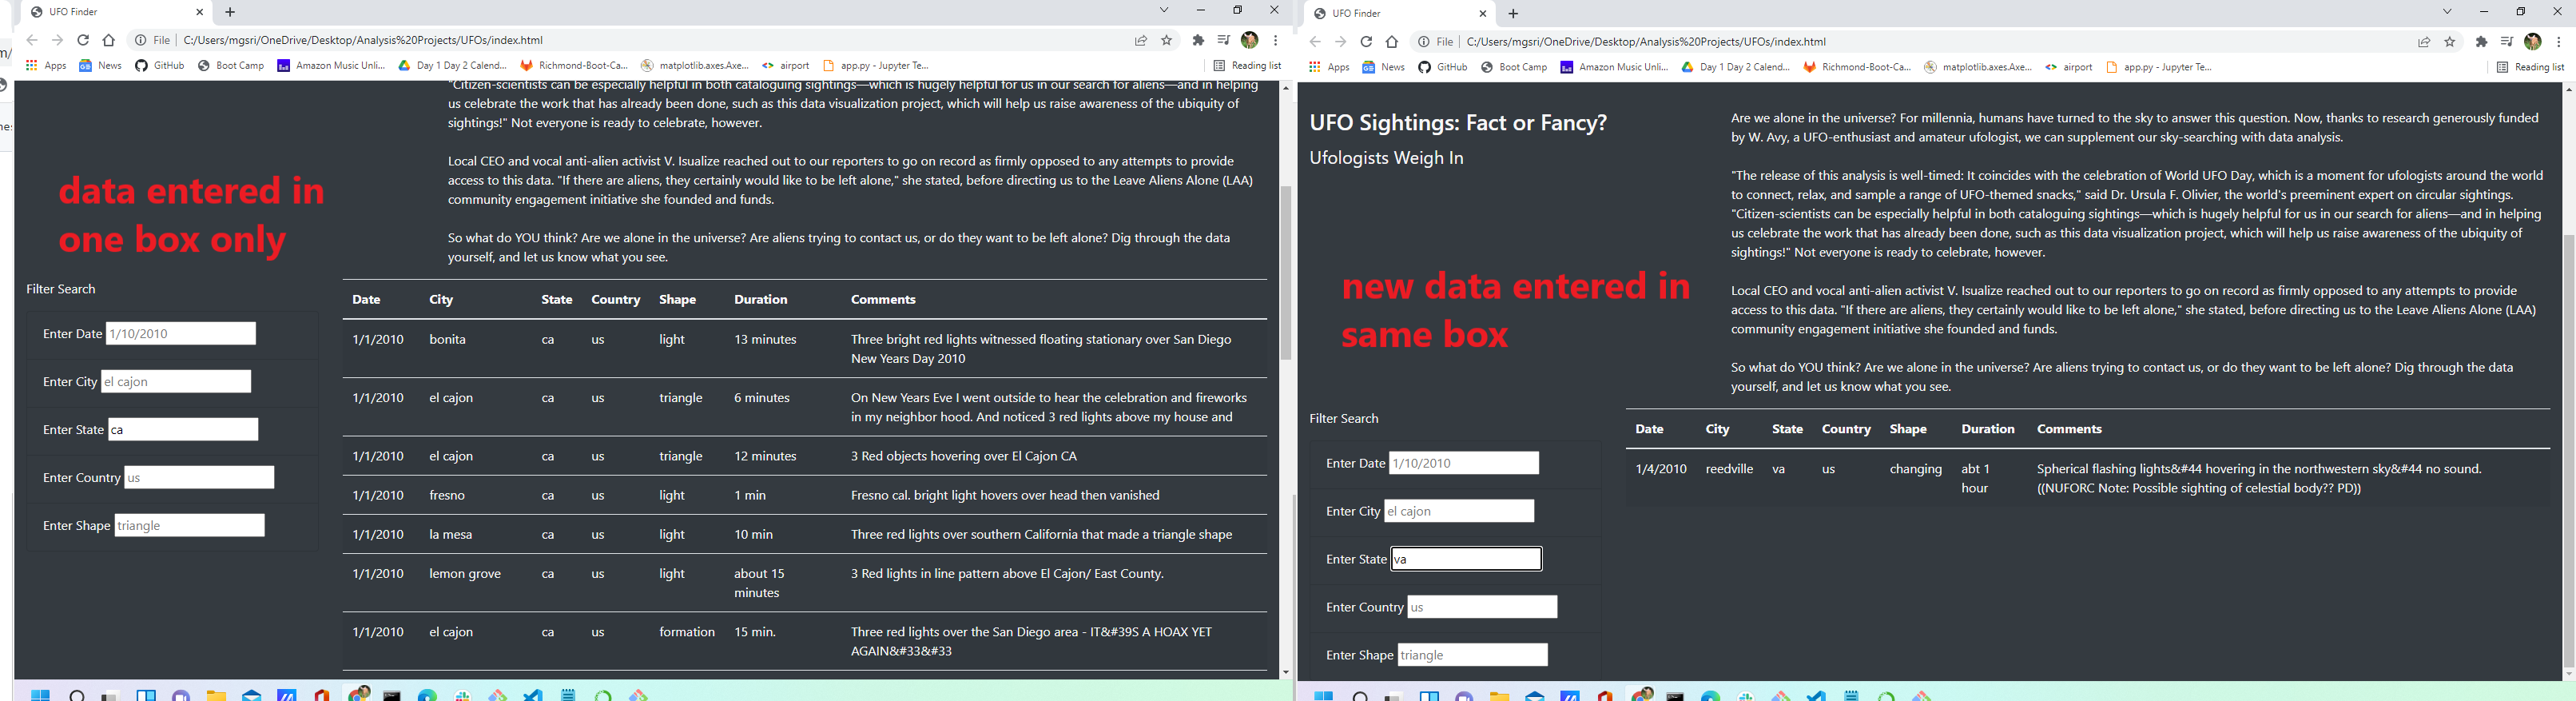 UFO Finder
File
C:/Users/mgsri/OneDrive/Desktop/Analysis%20Projects/UFOs/index.html
Apps News GitHub Boot Camp Amazon Music Unli... Day 1 Day 2 Calend... Richmond-Boot-Ca... matplotlib.axes.Axe... airport app.py - Jupyter Te... Reading list
"Citizen-scientists can be especially helpful in both cataloguing sightings—which is hugely helpful for us in our search for aliens—and in helping
us celebrate the work that has already been done, such as this data visualization project, which will help us raise awareness of the ubiquity of
sightings!" Not everyone is ready to celebrate, however.
Local CEO and vocal anti-alien activist V. Isualize reached out to our reporters to go on record as firmly opposed to any attempts to provide
access to this data. "If there are aliens, they certainly would like to be left alone," she stated, before directing us to the Leave Aliens Alone (LAA)
community engagement initiative she founded and funds.
So what do YOU think? Are we alone in the universe? Are aliens trying to contact us, or do they want to be left alone? Dig through the data
yourself, and let us know what you see.
data entered in
one box only
Filter Search
Enter Date 1/10/2010
Enter City el cajon
Enter State ca
Enter Country us
Enter Shape triangle
Date City State Country Shape Duration Comments
1/1/2010 bonita ca us light 13 minutes Three bright red lights witnessed floating stationary over San Diego
New Years Day 2010
1/1/2010 el cajon ca us triangle 6 minutes On New Years Eve I went outside to hear the celebration and fireworks
in my neighbor hood. And noticed 3 red lights above my house and
1/1/2010 el cajon ca us triangle 12 minutes 3 Red objects hovering over El Cajon CA
1/1/2010 fresno ca us light 1 min Fresno cal. bright light hovers over head then vanished
1/1/2010 la mesa ca us light 10 min Three red lights over southern California that made a triangle shape
1/1/2010 lemon grove ca us light about 15 3 Red lights in line pattern above El Cajon/ East County.
minutes
1/1/2010 el cajon ca us formation 15 min. Three red lights over the San Diego area - IT&#39S A HOAX YET
AGAIN&#33&#33
UFO Finder
File
C:/Users/mgsri/OneDrive/Desktop/Analysis%20Projects/UFOs/index.html
Apps News GitHub Boot Camp Amazon Music Unli... Day 1 Day 2 Calend... Richmond-Boot-Ca... matplotlib.axes.Axe... airport app.py - Jupyter Te... Reading list
UFO Sightings: Fact or Fancy?
Ufologists Weigh In
Are we alone in the universe? For millennia, humans have turned to the sky to answer this question. Now, thanks to research generously funded
by W. Avy, a UFO-enthusiast and amateur ufologist, we can supplement our sky-searching with data analysis.
"The release of this analysis is well-timed: It coincides with the celebration of World UFO Day, which is a moment for ufologists around the world
to connect, relax, and sample a range of UFO-themed snacks," said Dr. Ursula F. Olivier, the world's preeminent expert on circular sightings.
"Citizen-scientists can be especially helpful in both cataloguing sightings—which is hugely helpful for us in our search for aliens—and in helping
us celebrate the work that has already been done, such as this data visualization project, which will help us raise awareness of the ubiquity of
sightings!" Not everyone is ready to celebrate, however.
Local CEO and vocal anti-alien activist V. Isualize reached out to our reporters to go on record as firmly opposed to any attempts to provide
access to this data. "If there are aliens, they certainly would like to be left alone," she stated, before directing us to the Leave Aliens Alone (LAA)
community engagement initiative she founded and funds.
So what do YOU think? Are we alone in the universe? Are aliens trying to contact us, or do they want to be left alone? Dig through the data
yourself, and let us know what you see.
new data entered in
same box
Filter Search
Enter Date 1/10/2010
Enter City el cajon
Enter State va
Enter Country us
Enter Shape triangle
Date City State Country Shape Duration Comments
1/4/2010 reedville va us changing abt 1 Spherical flashing lights&#44 hovering in the northwestern sky&#44 no sound.
hour ((NUFORC Note: Possible sighting of celestial body?? PD))